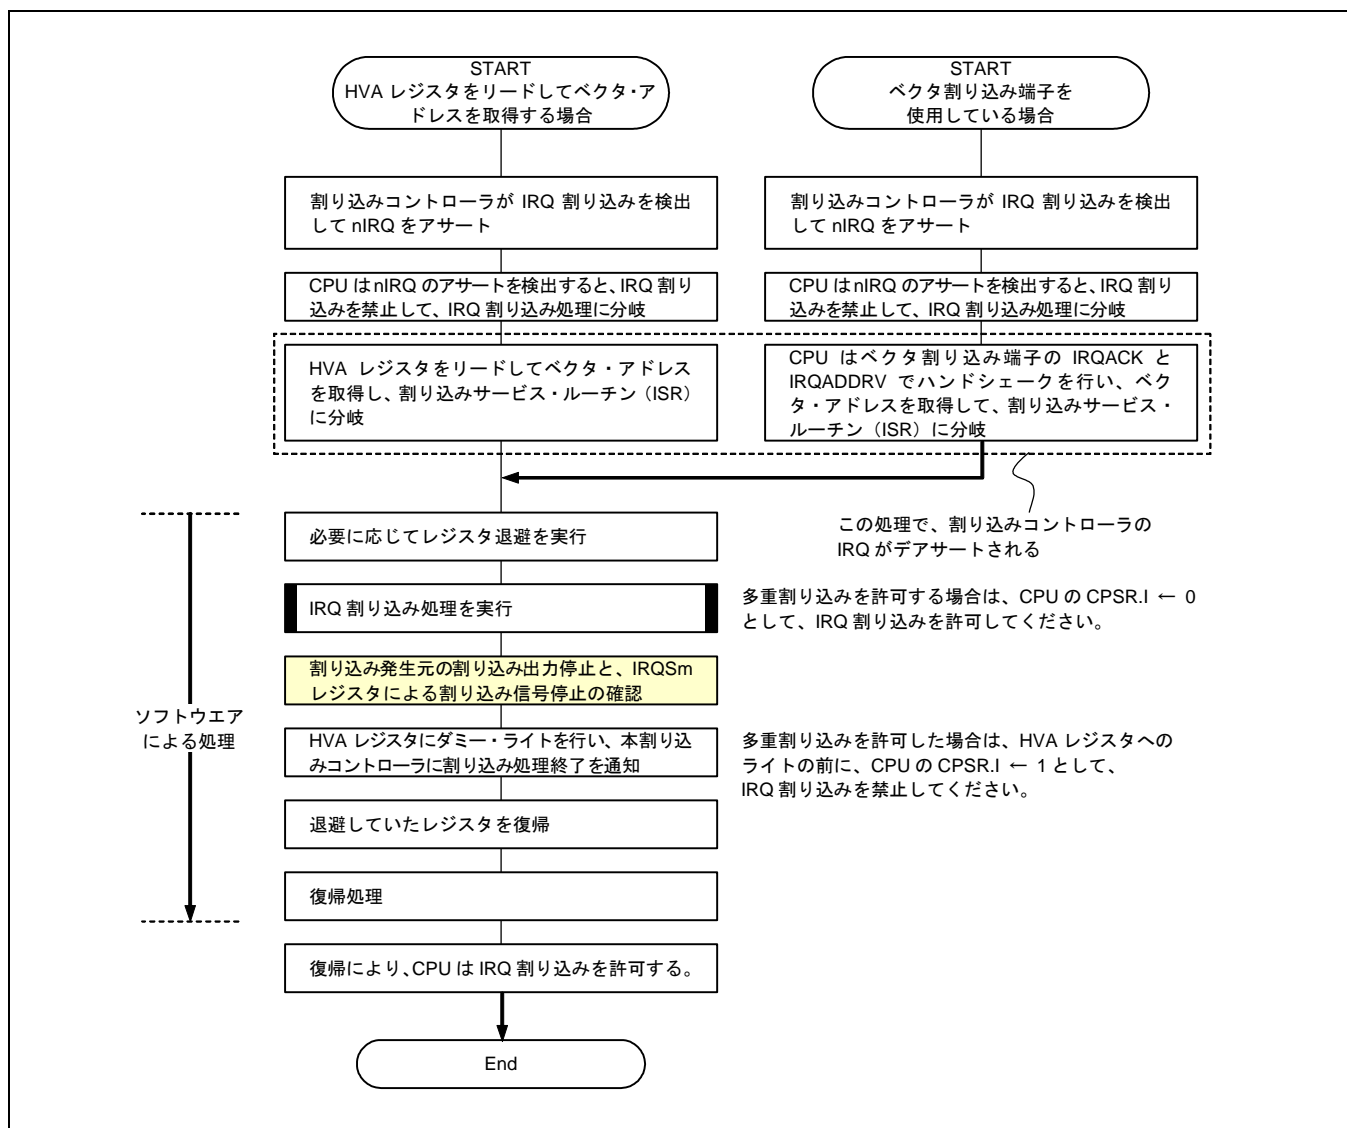 START
HVA レジスタをリードしてベクタ・ア
ドレスを取得する場合
START
ベクタ割り込み端子を
使用している場合
割り込みコントローラが IRQ 割り込みを検出
して nIRQ をアサート
割り込みコントローラが IRQ 割り込みを検出
して nIRQ をアサート
CPU は nIRQ のアサートを検出すると、IRQ 割り
込みを禁止して、IRQ 割り込み処理に分岐
CPU は nIRQ のアサートを検出すると、IRQ 割り
込みを禁止して、IRQ 割り込み処理に分岐
HVA レジスタをリードしてベクタ・アドレス
を取得し、割り込みサービス・ルーチン（ISR）
に分岐
CPU はベクタ割り込み端子の IRQACK と
IRQADDRV でハンドシェークを行い、ベク
タ・アドレスを取得して、割り込みサービス・
ルーチン（ISR）に分岐
この処理で、割り込みコントローラの
IRQ がデアサートされる
必要に応じてレジスタ退避を実行
IRQ 割り込み処理を実行
多重割り込みを許可する場合は、CPU の CPSR.I ← 0
として、IRQ 割り込みを許可してください。
割り込み発生元の割り込み出力停止と、IRQSm
レジスタによる割り込み信号停止の確認
ソフトウエア
による処理
HVA レジスタにダミー・ライトを行い、本割り込
みコントローラに割り込み処理終了を通知
多重割り込みを許可した場合は、HVA レジスタへの
ライトの前に、CPU の CPSR.I ← 1 として、
IRQ 割り込みを禁止してください。
退避していたレジスタを復帰
復帰処理
復帰により、CPU は IRQ 割り込みを許可する。
End